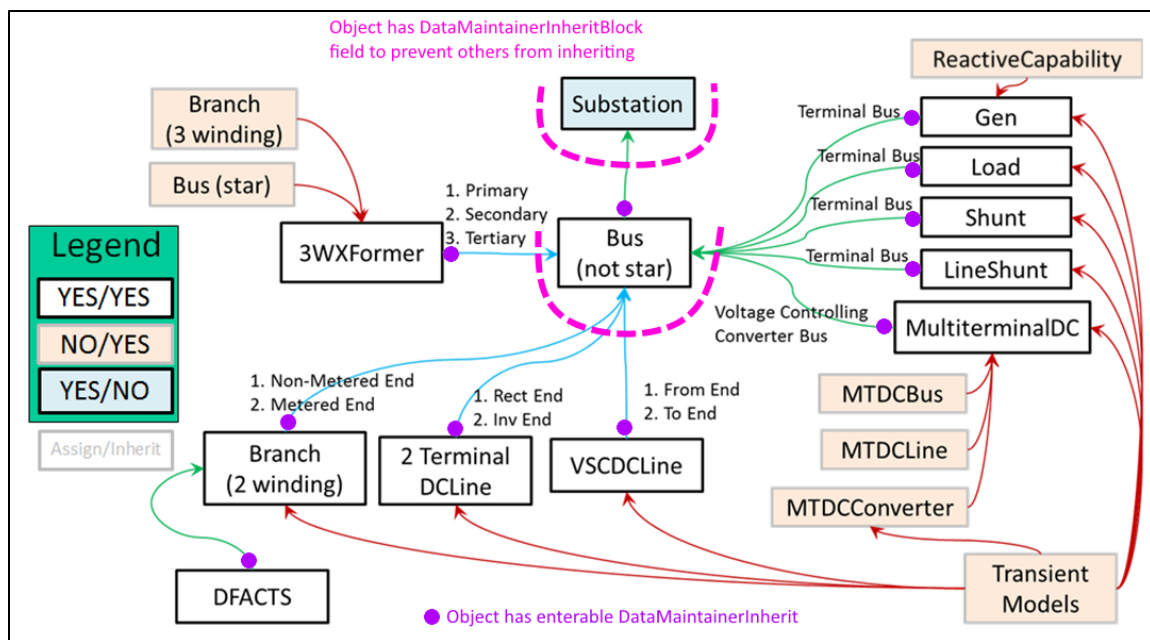 Object has DataMaintainerInheritBlock
field to prevent others from inheriting
ReactiveCapability
Branch
(3 winding)
Substation
Terminal Bus
Gen
Terminal Bus
Load
Bus (star)
1. Primary
2. Secondary
3. Tertiary
Terminal Bus
Shunt
Legend
3WXFormer
Bus
(not star)
Terminal Bus
LineShunt
YES/YES
NO/YES
YES/NO
Assign/Inherit
Voltage Controlling
Converter Bus
MultiterminalDC
1. Non-Metered End
2. Metered End
1. Rect End
2. Inv End
1. From End
2. To End
MTDCBus
MTDCLine
MTDCConverter
Branch
(2 winding)
2 Terminal
DCLine
VSCDCLine
DFACTS
Transient
Models
Object has enterable DataMaintainerInherit